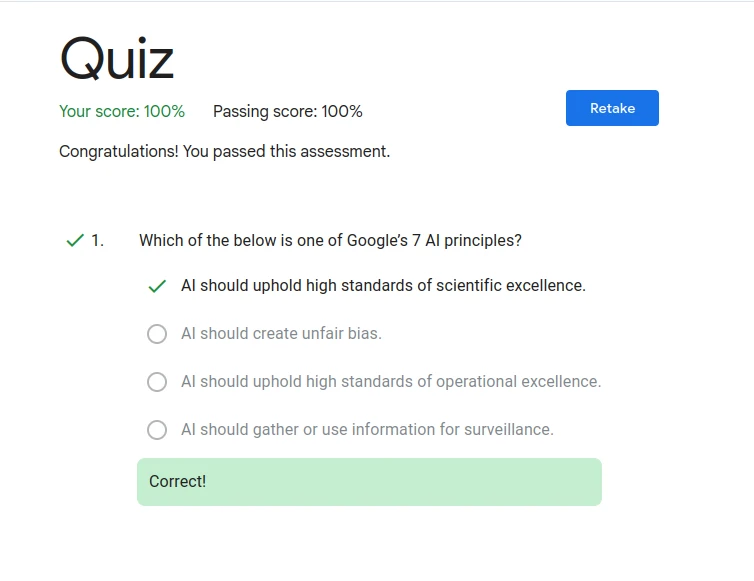 Quiz
Your score: 100% Passing score: 100%
Retake
Congratulations! You passed this assessment.
1. Which of the below is one of Google’s 7 AI principles?
AI should uphold high standards of scientific excellence.
AI should create unfair bias.
AI should uphold high standards of operational excellence.
AI should gather or use information for surveillance.
Correct!